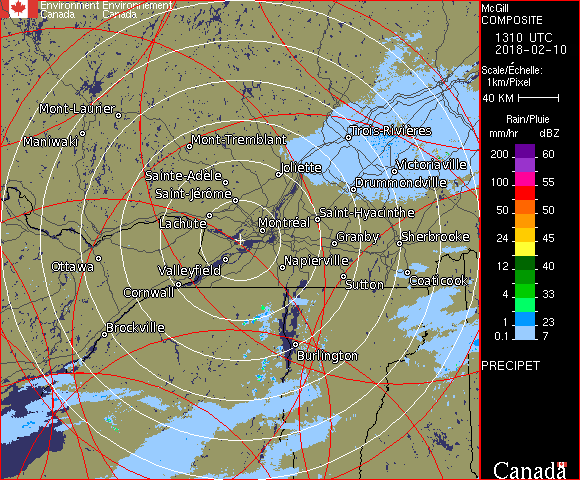 Environment Environnement
Canada Canada
McGill
COMPOSITE
1310 UTC
2018-02-10
Scale/Échelle:
1km/Pixel
40 KM
Rain/Pluie
mm/hr dBZ
200 60
100 55
50 50
24 45
12 40
4 33
1 23
0.1 7
PRECIPET
Canada
Mont-Laurier
Maniwaki
Mont-Tremblant
Trois-Rivières
Joliette
Victoriaville
Sainte-Adèle
Drummondville
Saint-Jérôme
Saint-Hyacinthe
Lachute
Montréal
Granby
Sherbrooke
Ottawa
Valleyfield
Napierville
Cornwall
Sutton
Coaticook
Brockville
Burlington